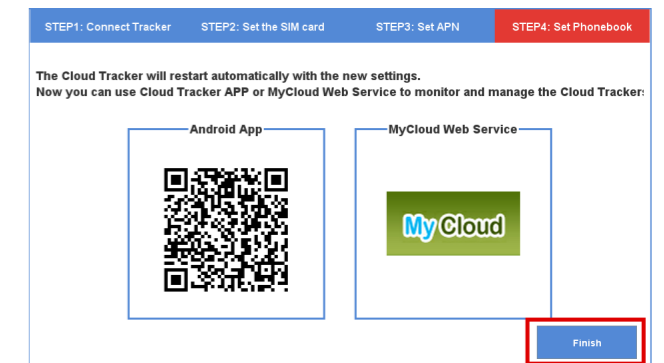 STEP1: Connect Tracker STEP2: Set the SIM card STEP3: Set APN STEP4: Set Phonebook
The Cloud Tracker will restart automatically with the new settings.
Now you can use Cloud Tracker APP or MyCloud Web Service to monitor and manage the Cloud Trackers
Android App MyCloud Web Service
My Cloud
Finish